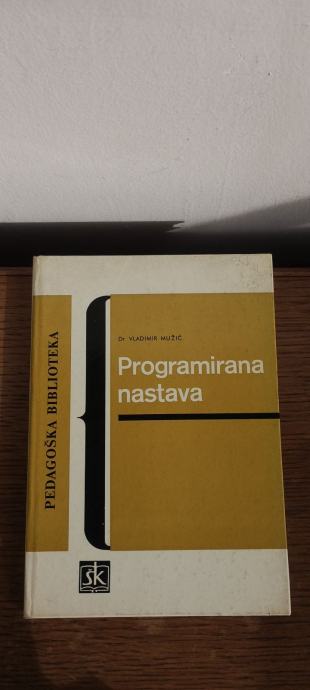 PEDAGOŠKA BIBLIOTEKA
Dr VLADIMIR MUŽIĆ
Programirana
nastava
ŠK